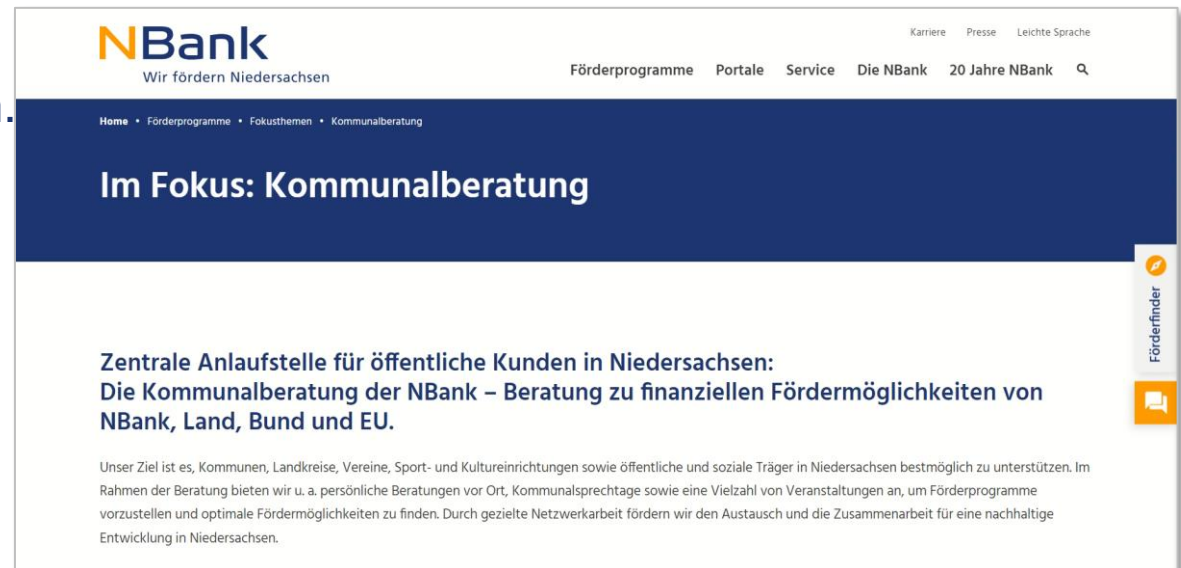 NBank
Wir fördern Niedersachsen
Karriere Presse Leichte Sprache
Förderprogramme Portale Service Die NBank 20 Jahre NBank
Home • Förderprogramme • Fokusthemen • Kommunalberatung
Im Fokus: Kommunalberatung
Förderfinder
Zentrale Anlaufstelle für öffentliche Kunden in Niedersachsen:
Die Kommunalberatung der NBank – Beratung zu finanziellen Fördermöglichkeiten von
NBank, Land, Bund und EU.
Unser Ziel ist es, Kommunen, Landkreise, Vereine, Sport- und Kultureinrichtungen sowie öffentliche und soziale Träger in Niedersachsen bestmöglich zu unterstützen. Im
Rahmen der Beratung bieten wir u. a. persönliche Beratungen vor Ort, Kommunalsprechtage sowie eine Vielzahl von Veranstaltungen an, um Förderprogramme
vorzustellen und optimale Fördermöglichkeiten zu finden. Durch gezielte Netzwerkarbeit fördern wir den Austausch und die Zusammenarbeit für eine nachhaltige
Entwicklung in Niedersachsen.